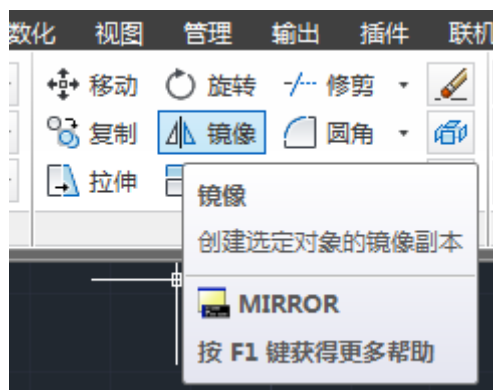 数化 视图 管理 输出 插件 联机
移动 旋转 修剪
复制 镜像 圆角
拉伸
镜像
创建选定对象的镜像副本
MIRROR
按 F1 键获得更多帮助